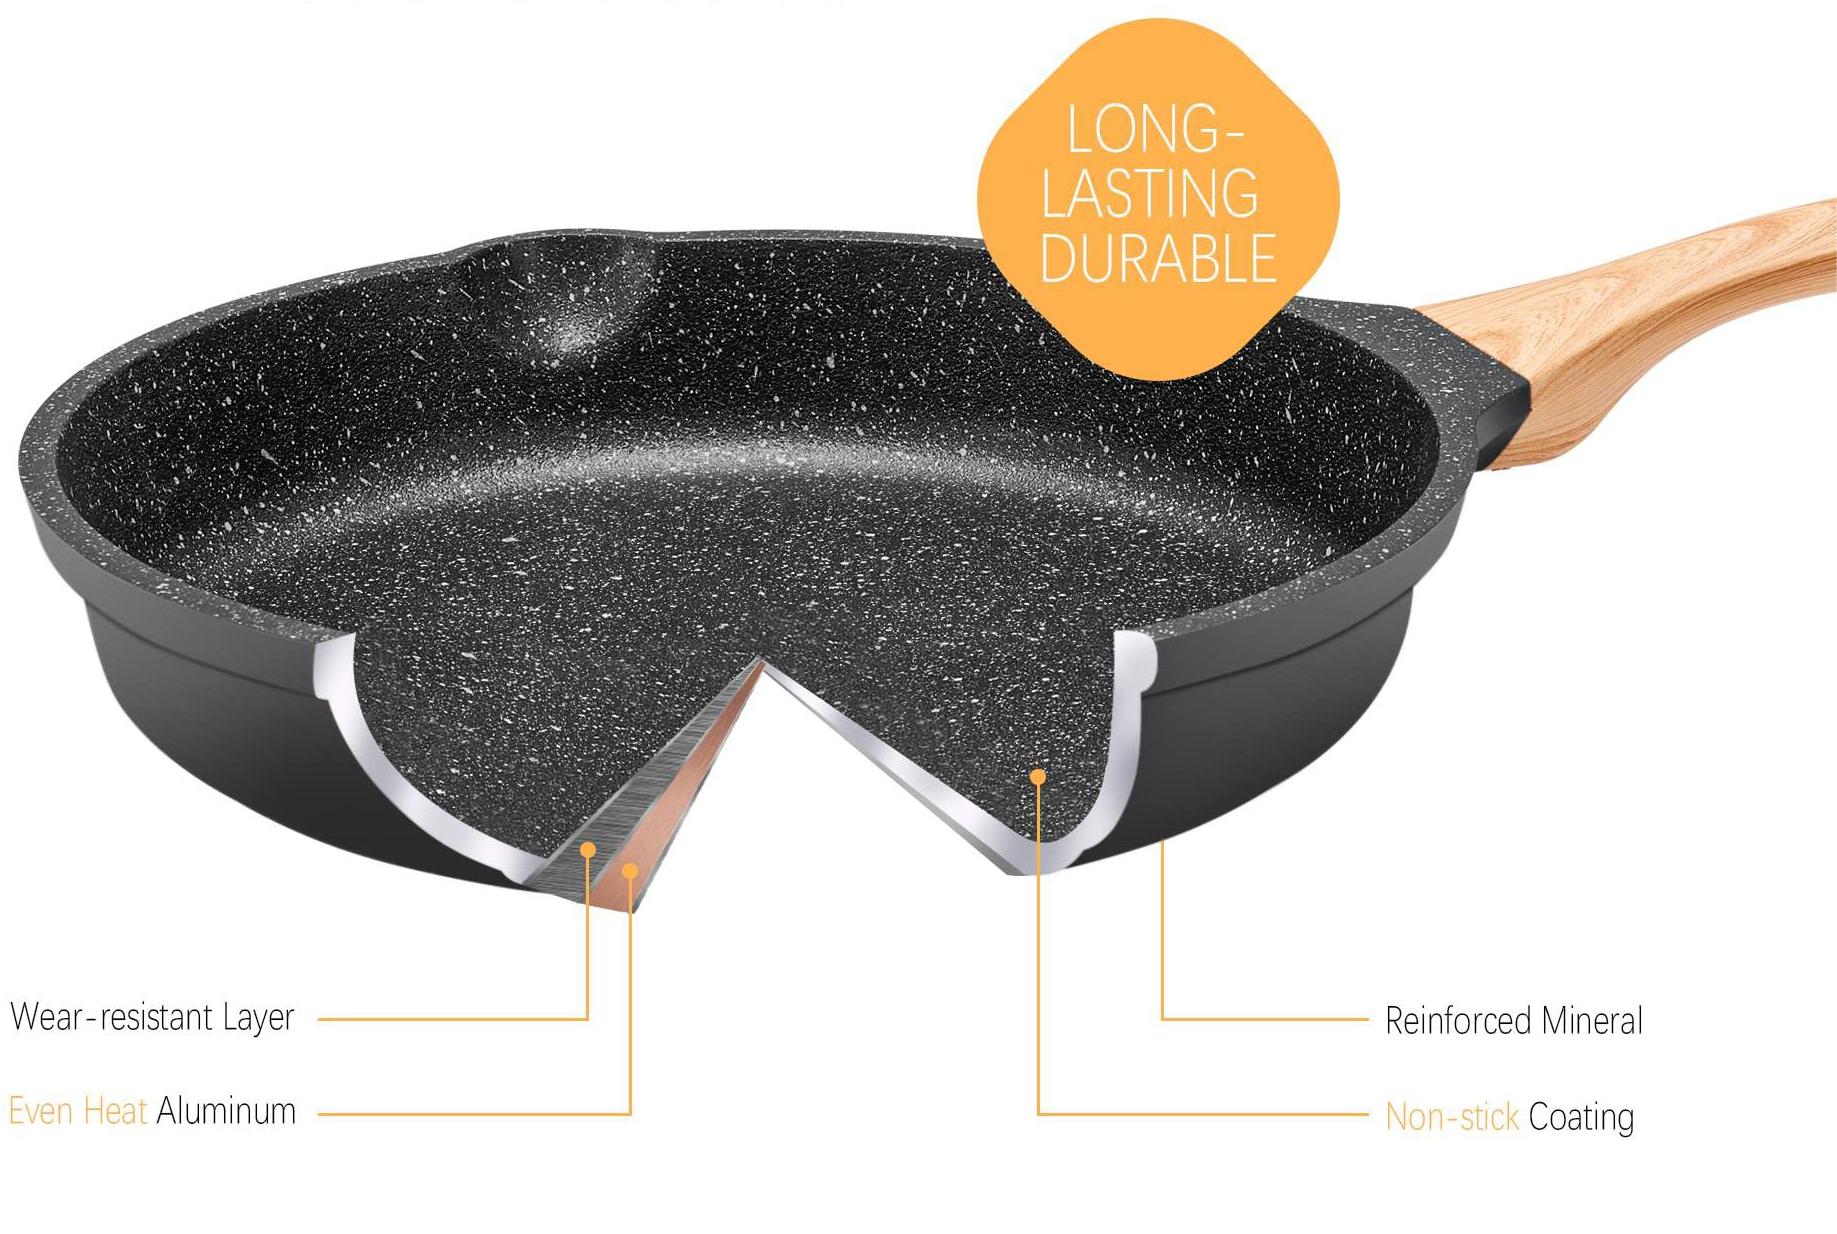 LONG-
LASTING
DURABLE
Wear-resistant Layer
Even Heat Aluminum
Reinforced Mineral
Non-stick Coating